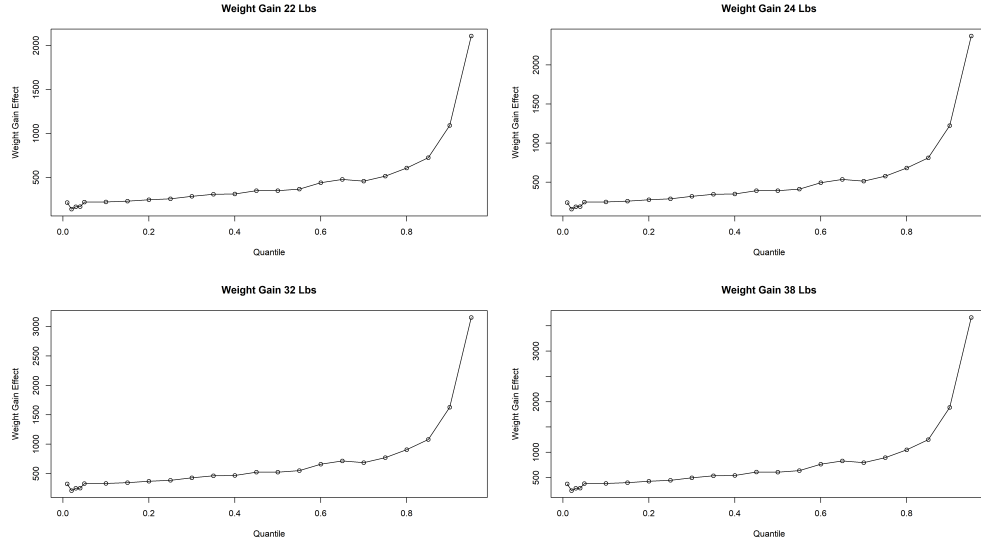 Weight Gain 22 Lbs
Weight Gain Effect
500
1000
1500
2000
0.0 0.2 0.4 0.6 0.8
Quantile
Weight Gain 24 Lbs
Weight Gain Effect
500
1000
1500
2000
0.0 0.2 0.4 0.6 0.8
Quantile
Weight Gain 32 Lbs
Weight Gain Effect
500
1000
1500
2000
2500
3000
0.0 0.2 0.4 0.6 0.8
Quantile
Weight Gain 38 Lbs
Weight Gain Effect
500
1000
2000
3000
0.0 0.2 0.4 0.6 0.8
Quantile